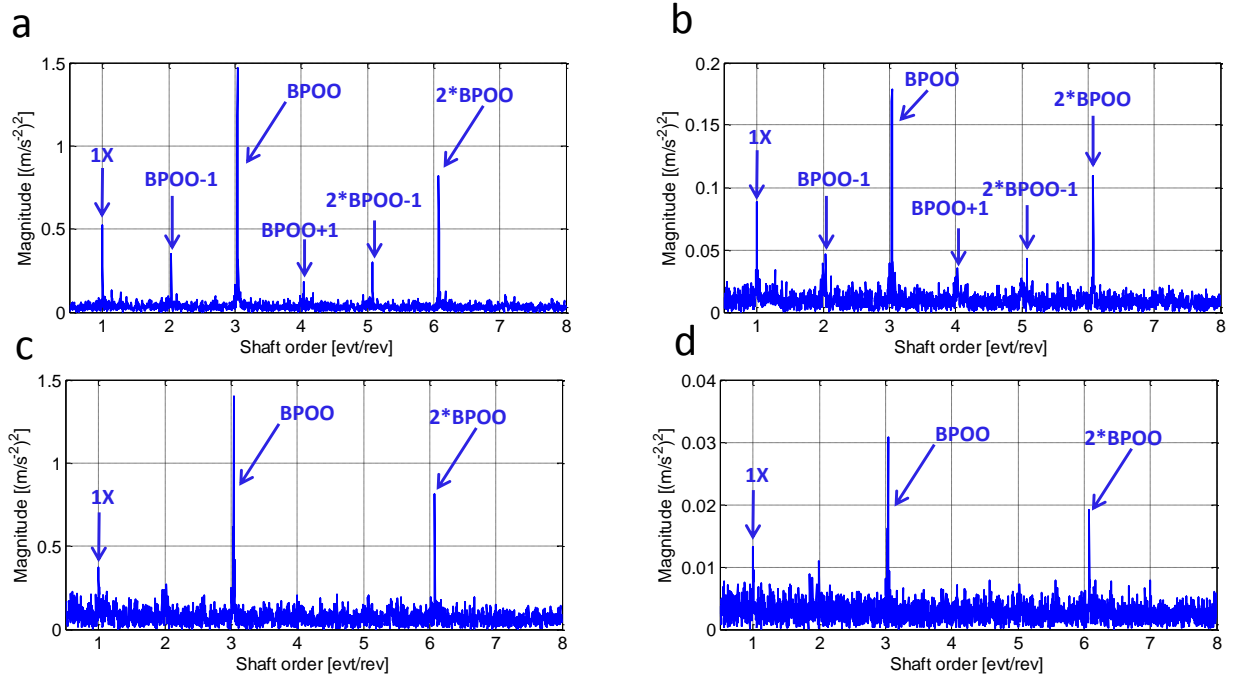 a
1.5
1
0.5
0
Magnitude [(m/s⁻²)²]
1X
BPOO-1
BPOO
BPOO+1
2*BPOO-1
2*BPOO
1 2 3 4 5 6 7 8
Shaft order [evt/rev]
b
0.2
0.15
0.1
0.05
0
Magnitude [(m/s⁻²)²]
1X
BPOO-1
BPOO
BPOO+1
2*BPOO-1
2*BPOO
1 2 3 4 5 6 7 8
Shaft order [evt/rev]
c
1.5
1
0.5
0
Magnitude [(m/s⁻²)²]
1X
BPOO
2*BPOO
1 2 3 4 5 6 7 8
Shaft order [evt/rev]
d
0.04
0.03
0.02
0.01
0
Magnitude [(m/s⁻²)²]
1X
BPOO
2*BPOO
1 2 3 4 5 6 7 8
Shaft order [evt/rev]